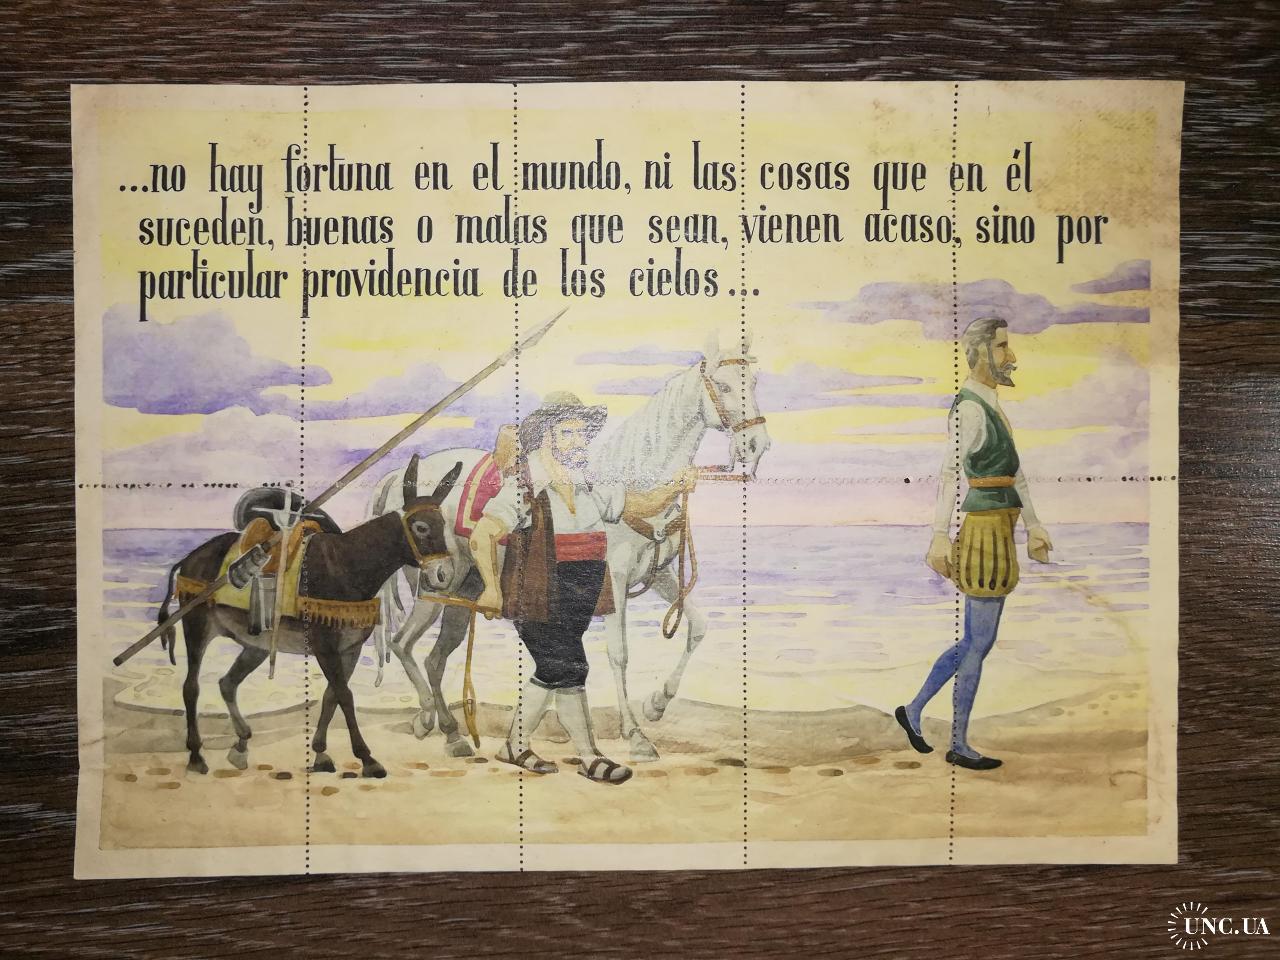 ...no hay fortuna en el mundo, ni las cosas que en él
suceden, buenas o malas que sean, vienen acaso, sino por
particular providencia de los cielos...
UNC.UA